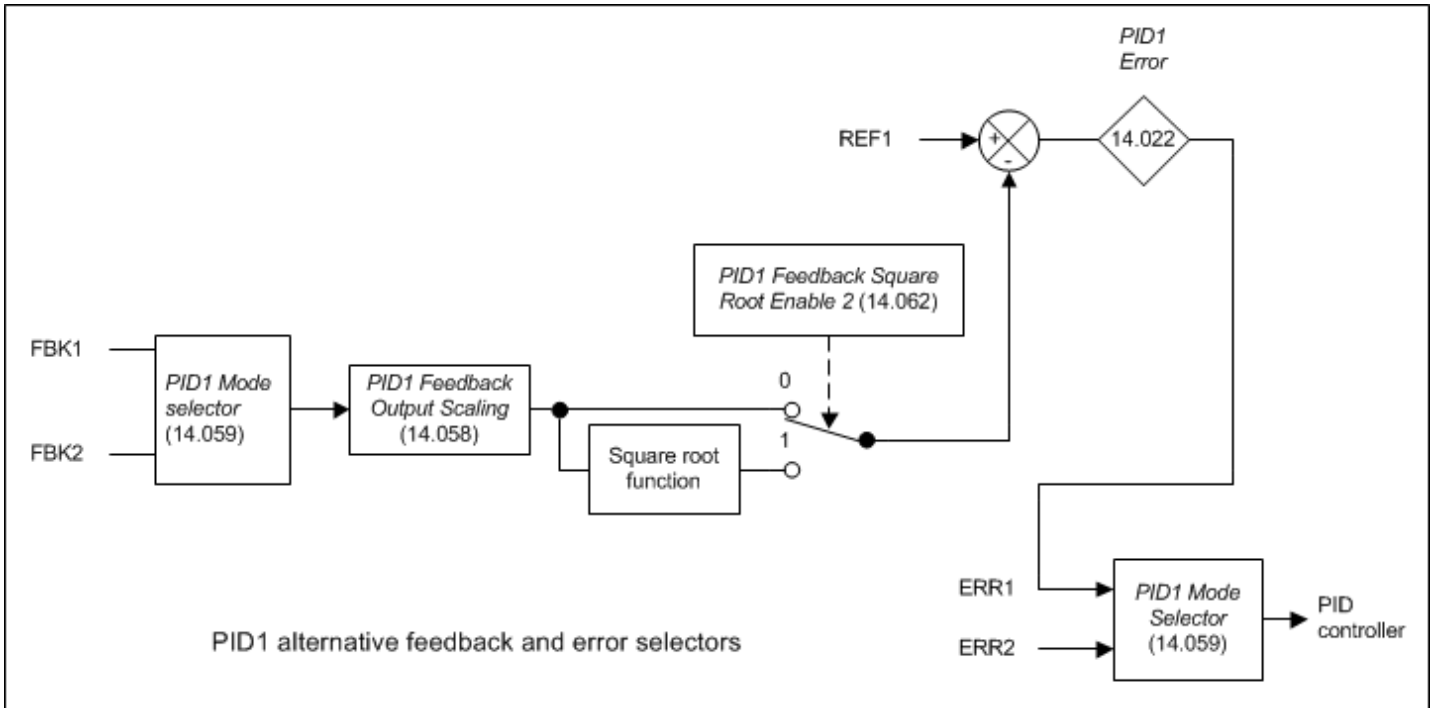 PID1
Error
REF1
+
-
14.022
PID1 Feedback Square
Root Enable 2 (14.062)
FBK1
FBK2
PID1 Mode
selector
(14.059)
PID1 Feedback
Output Scaling
(14.058)
0
1
Square root
function
ERR1
ERR2
PID1 Mode
Selector
(14.059)
PID
controller
PID1 alternative feedback and error selectors